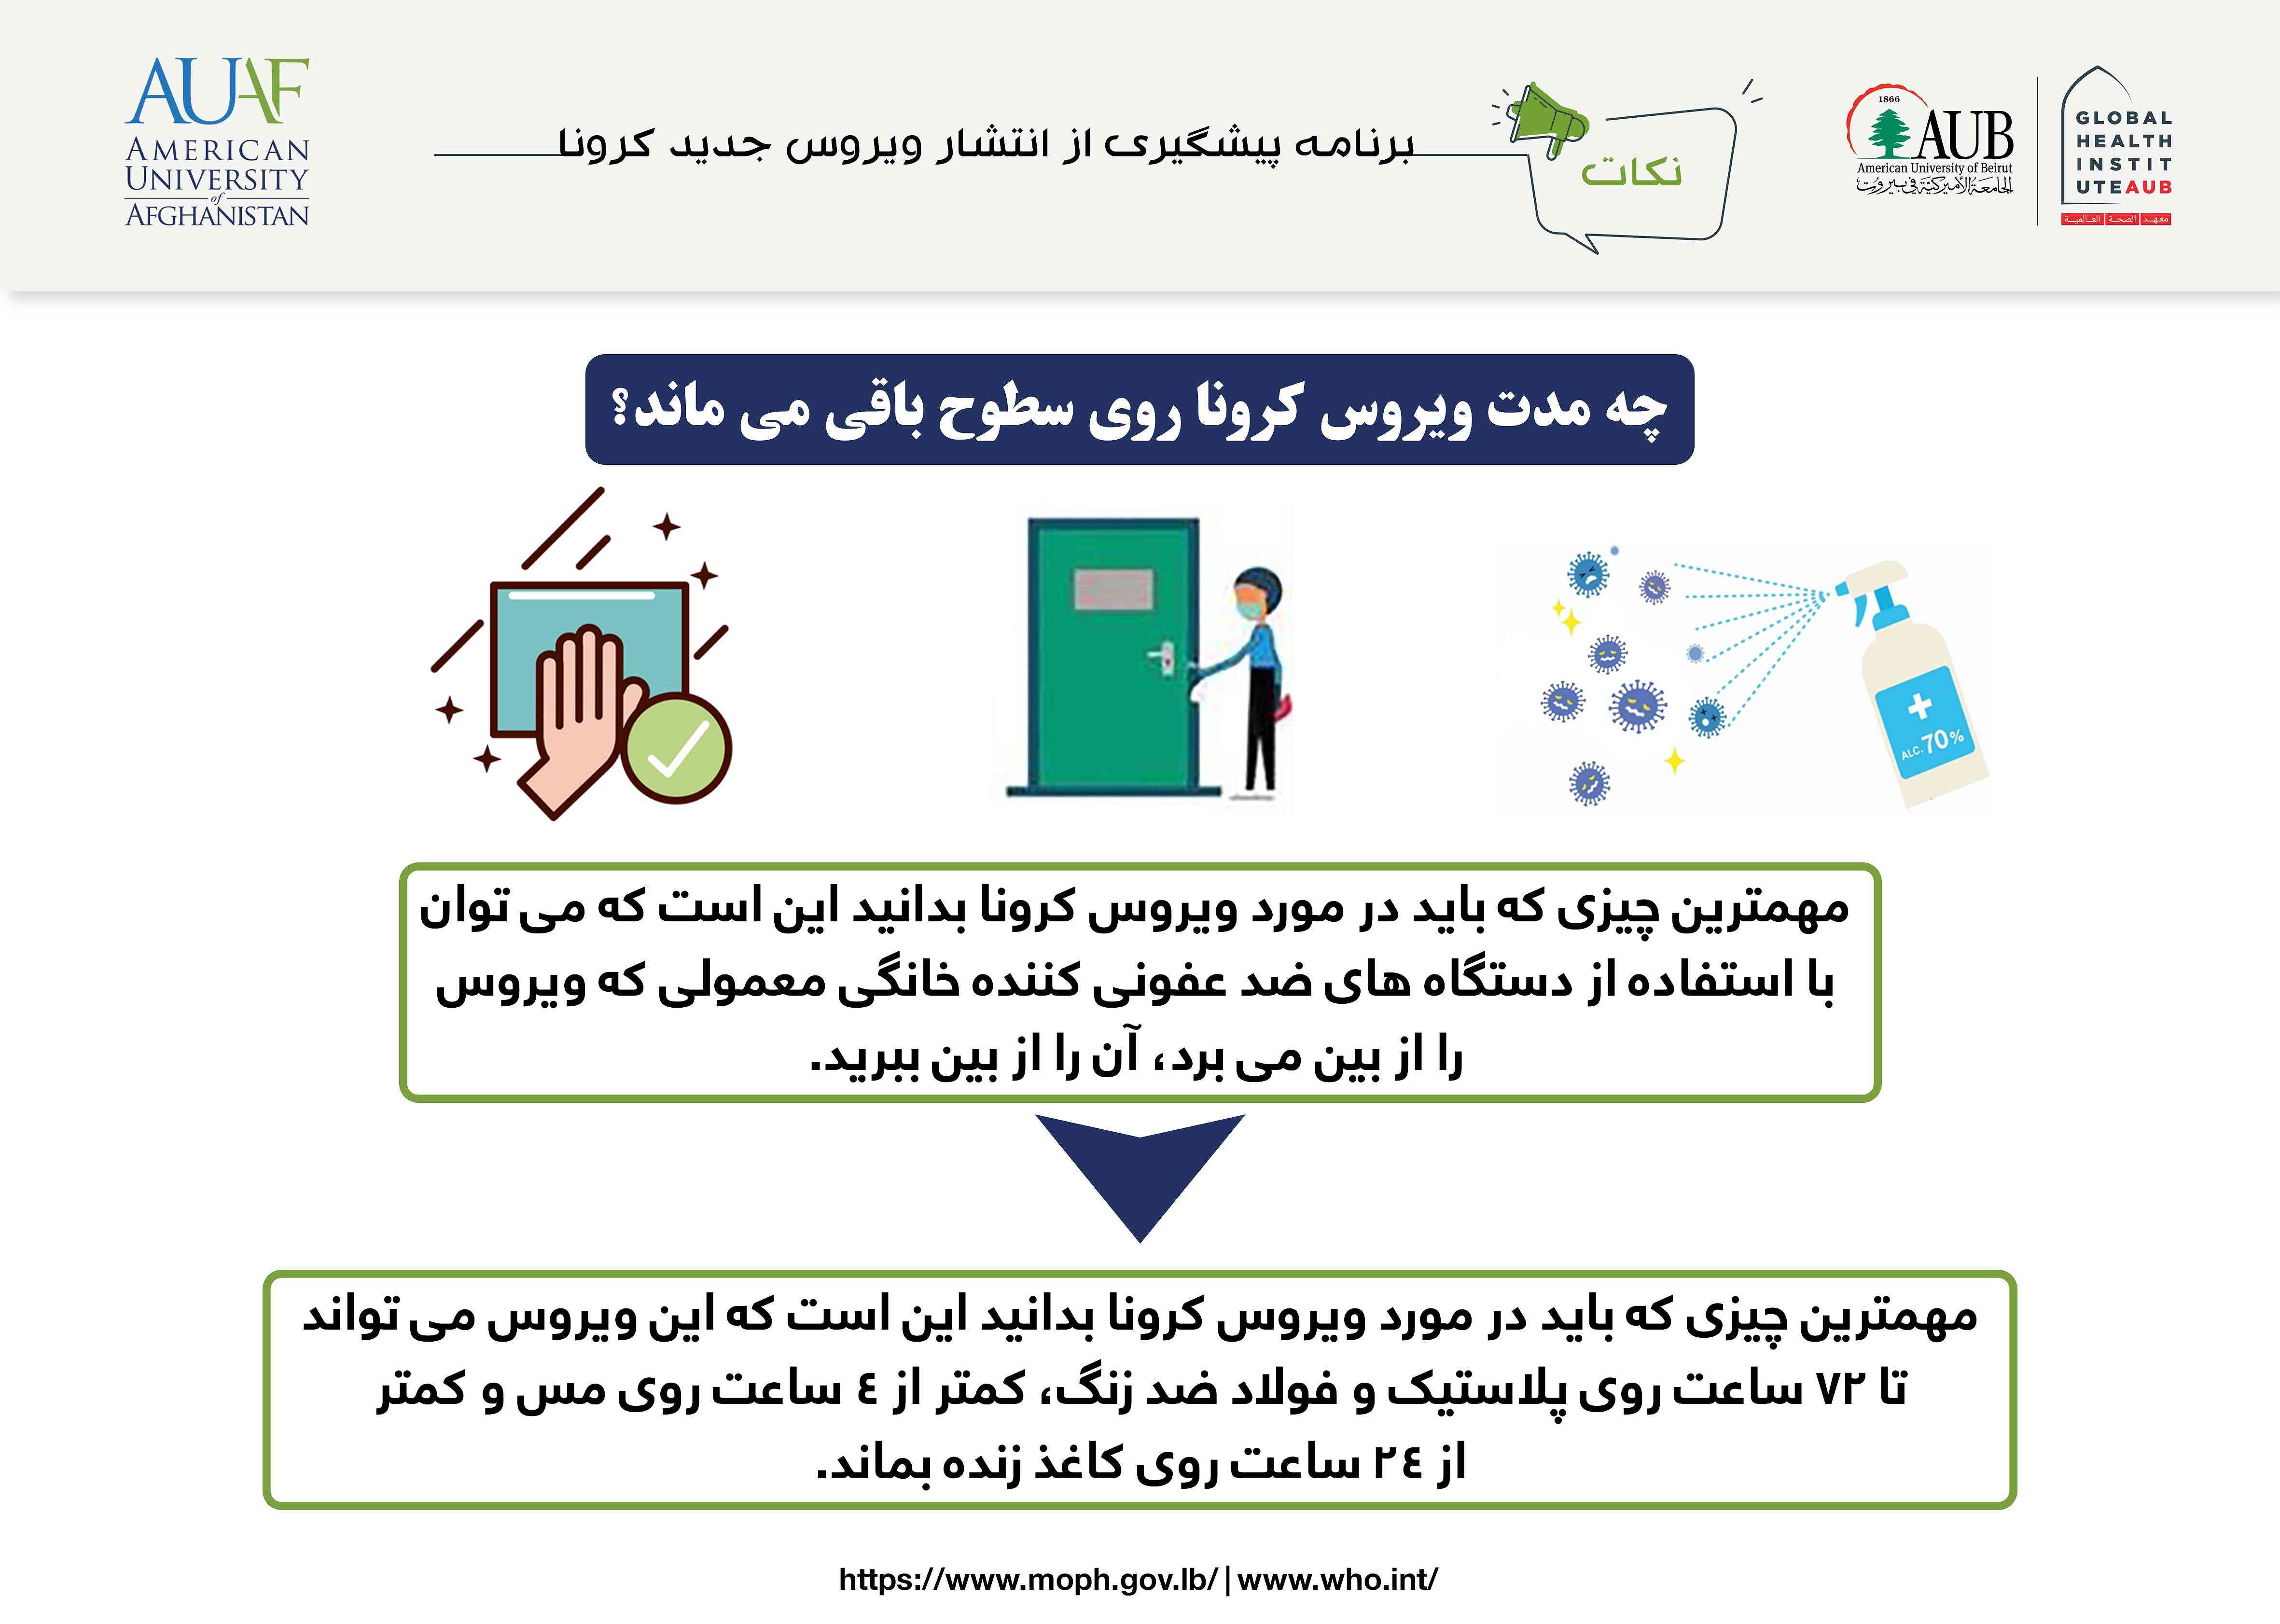 AUAF
AMERICAN
UNIVERSITY
of
AFGHANISTAN
برنامه پیشگیری از انتشار ویروس جدید کرونا
نکات
1866
AUB
American University of Beirut
الجامعة الأميركية في بيروت
GLOBAL
HEALTH
INSTIT
UTEAUB
معهد الصحة العالمية
چه مدت ویروس کرونا روی سطوح باقی می ماند؟
ALC. 70%
مهمترین چیزی که باید در مورد ویروس کرونا بدانید این است که می توان
با استفاده از دستگاه های ضد عفونی کننده خانگی معمولی که ویروس
را از بین می برد، آن را از بین ببرید.
مهمترین چیزی که باید در مورد ویروس کرونا بدانید این است که این ویروس می تواند
تا ٧٢ ساعت روی پلاستیک و فولاد ضد زنگ، کمتر از ٤ ساعت روی مس و کمتر
از ٢٤ ساعت روی کاغذ زنده بماند.
https://www.moph.gov.lb/ | www.who.int/